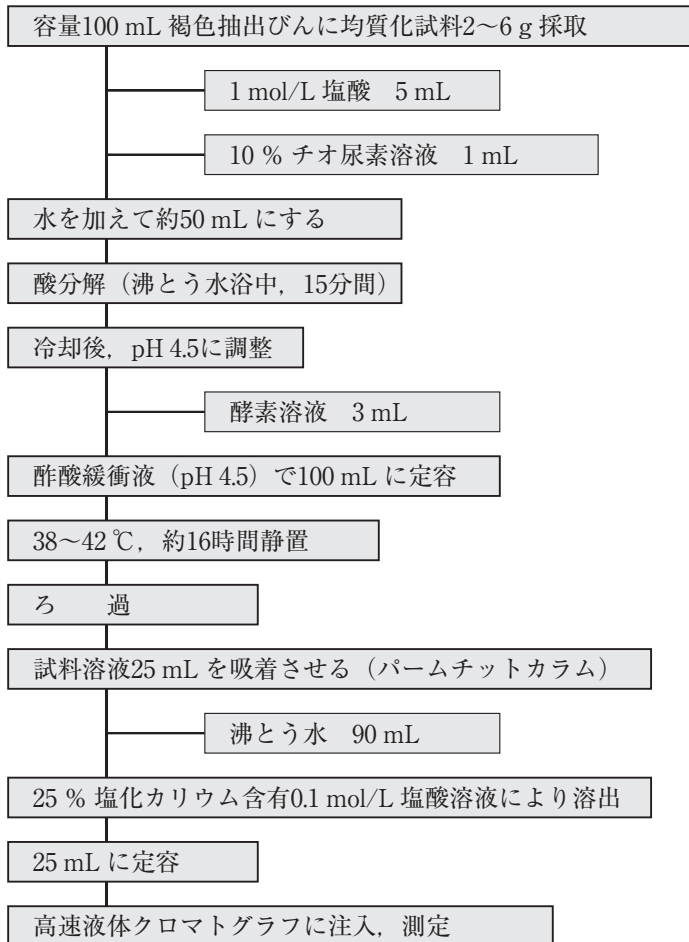 容量100 mL 褐色抽出びんに均質化試料2〜6 g 採取
1 mol/L 塩酸　5 mL
10 % チオ尿素溶液　1 mL
水を加えて約50 mL にする
酸分解（沸とう水浴中，15分間）
冷却後，pH 4.5に調整
酵素溶液　3 mL
酢酸緩衝液（pH 4.5）で100 mL に定容
38〜42 ℃，約16時間静置
ろ　　過
試料溶液25 mL を吸着させる（パームチットカラム）
沸とう水　90 mL
25 % 塩化カリウム含有0.1 mol/L 塩酸溶液により溶出
25 mL に定容
高速液体クロマトグラフに注入，測定